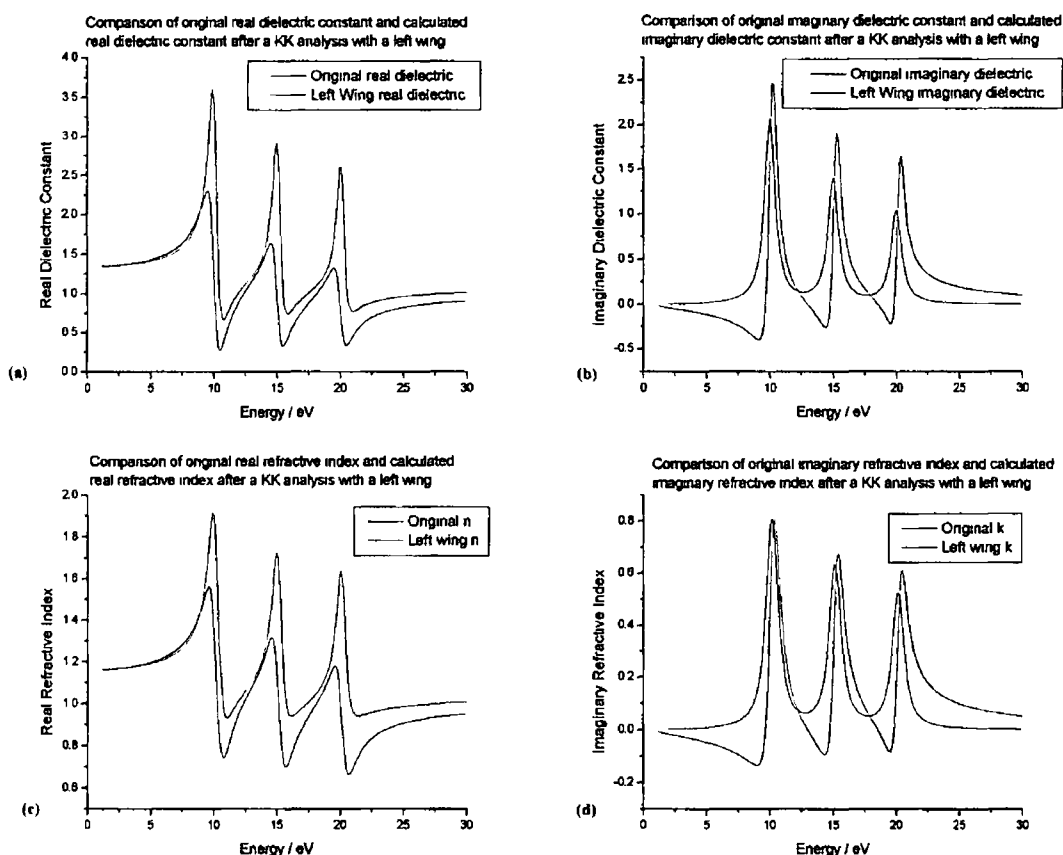 Comparison of original real dielectric constant and calculated
real dielectric constant after a KK analysis with a left wing
Original real dielectric
Left Wing real dielectric
Real Dielectric Constant
4.0
3.5
3.0
2.5
2.0
1.5
1.0
0.5
0.0
0 5 10 15 20 25 30
Energy / eV
(a)
Comparison of original imaginary dielectric constant and calculated
imaginary dielectric constant after a KK analysis with a left wing
Original imaginary dielectric
Left Wing imaginary dielectric
Imaginary Dielectric Constant
2.5
2.0
1.5
1.0
0.5
0.0
-0.5
0 5 10 15 20 25 30
Energy / eV
(b)
Comparison of original real refractive index and calculated
real refractive index after a KK analysis with a left wing
Original n
Left wing n
Real Refractive Index
2.0
1.8
1.6
1.4
1.2
1.0
0.8
0.6
0 5 10 15 20 25 30
Energy / eV
(c)
Comparison of original imaginary refractive index and calculated
imaginary refractive index after a KK analysis with a left wing
Original k
Left wing k
Imaginary Refractive Index
0.8
0.6
0.4
0.2
0.0
-0.2
0 5 10 15 20 25 30
Energy / eV
(d)